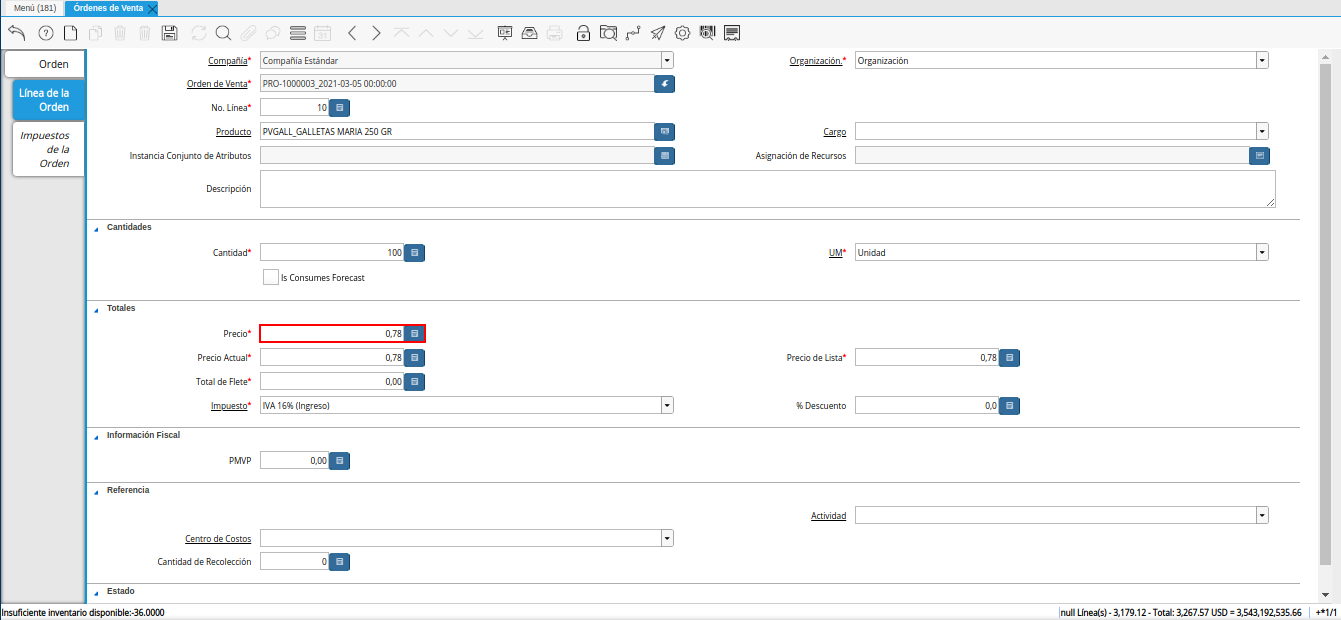 Menú (181)
Órdenes de Venta
Orden
Línea de la
Orden
Impuestos
de la
Orden
Compañía* Compañía Estándar
Organización.* Organización
Orden de Venta* PRO-1000003_2021-03-05 00:00:00
No. Línea* 10
Producto PVGALL_GALLETAS MARIA 250 GR
Cargo
Instancia Conjunto de Atributos
Asignación de Recursos
Descripción
Cantidades
Cantidad* 100
UM* Unidad
Is Consumes Forecast
Totales
Precio* 0,78
Precio Actual* 0,78
Precio de Lista* 0,78
Total de Flete* 0,00
Impuesto* IVA 16% (Ingreso)
% Descuento 0,0
Información Fiscal
PMVP 0,00
Referencia
Actividad
Centro de Costos
Cantidad de Recolección 0
Estado
Insuficiente inventario disponible:-36.0000
null Línea(s) - 3,179.12 - Total: 3,267.57 USD = 3,543,192,535.66
+*1/1